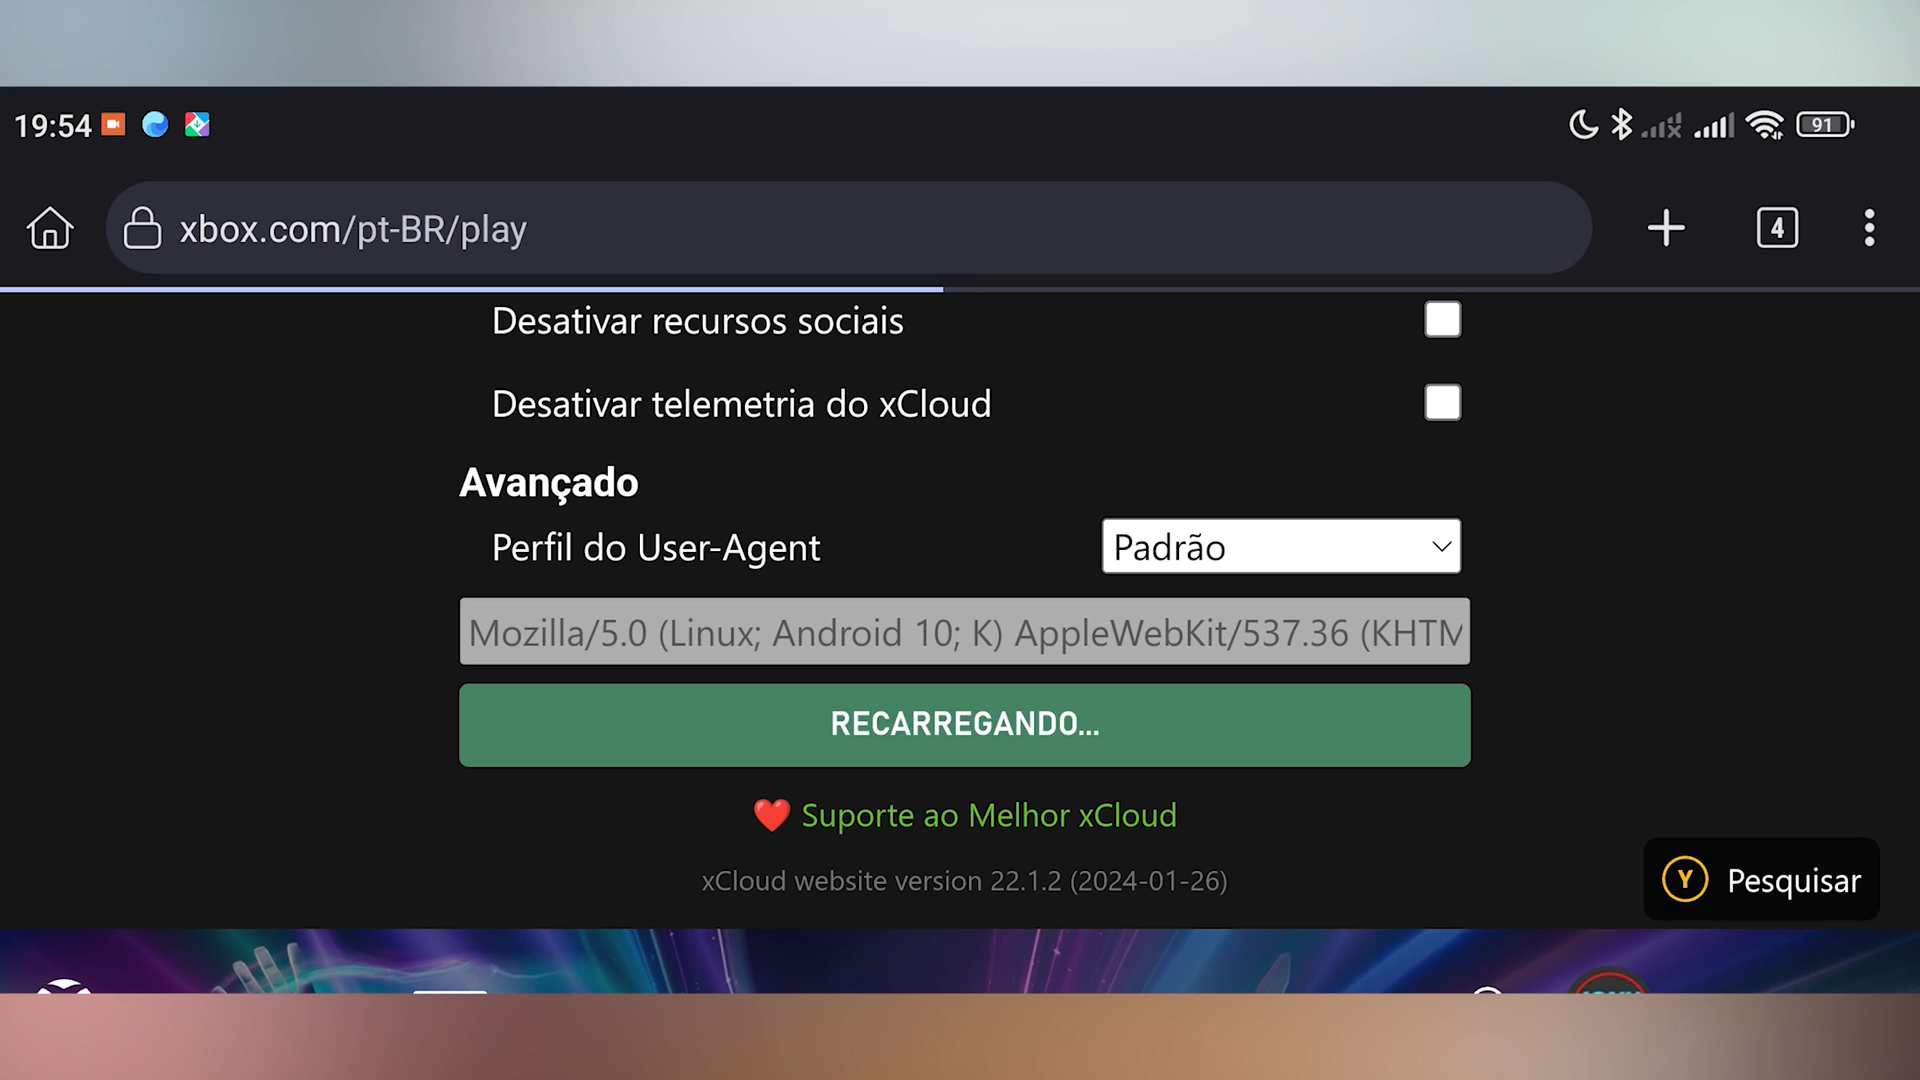 19:54
91
xbox.com/pt-BR/play
4
Desativar recursos sociais
Desativar telemetria do xCloud
Avançado
Perfil do User-Agent
Padrão
Mozilla/5.0 (Linux; Android 10; K) AppleWebKit/537.36 (KHTM
RECARREGANDO...
❤️ Suporte ao Melhor xCloud
xCloud website version 22.1.2 (2024-01-26)
Y Pesquisar